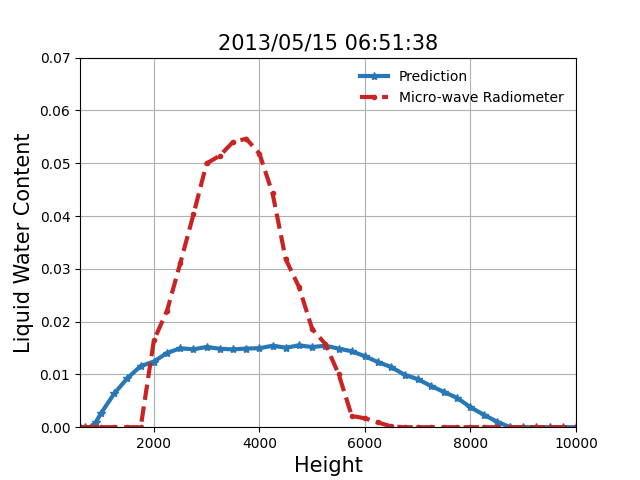 2013/05/15 06:51:38
0.07
0.06
0.05
0.04
0.03
0.02
0.01
0.00
Liquid Water Content
Prediction
Micro-wave Radiometer
2000 4000 6000 8000 10000
Height